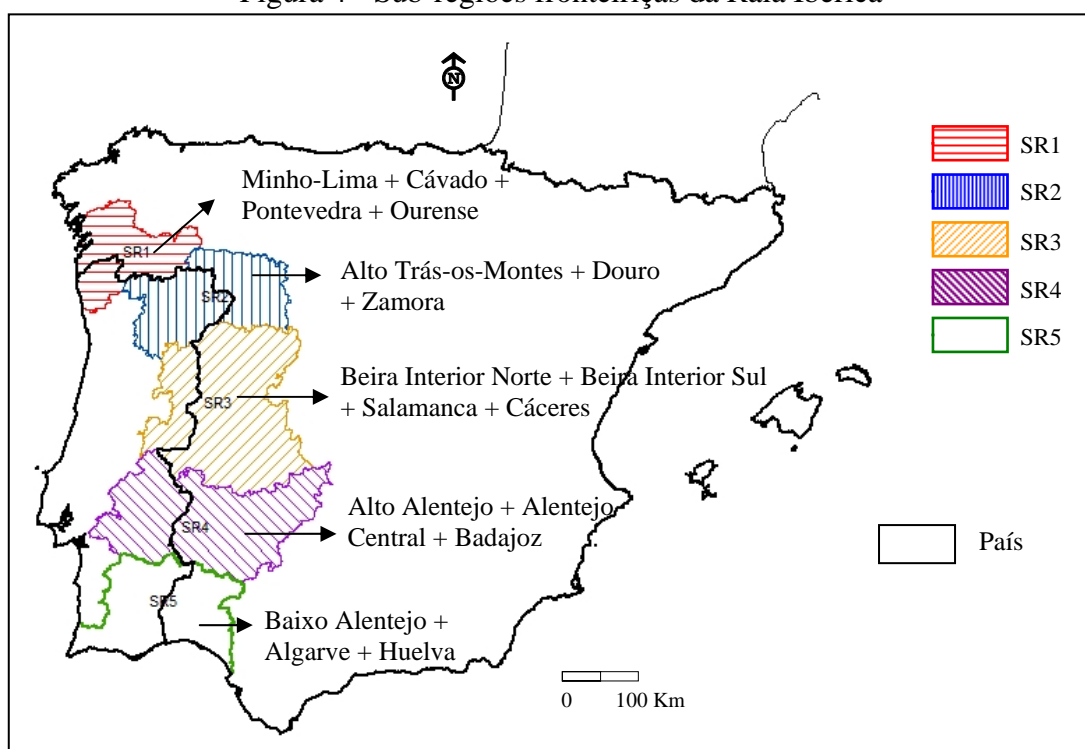 Figura 4 - Sub-regiões fronteiriças da Raia Ibérica
N
SR1
SR2
SR3
SR4
SR5
Minho-Lima + Cávado +
Pontevedra + Ourense
SR1
Alto Trás-os-Montes + Douro
+ Zamora
SR2
Beira Interior Norte + Beira Interior Sul
+ Salamanca + Cáceres
SR3
Alto Alentejo + Alentejo
Central + Badajoz
SR4
País
SR5
Baixo Alentejo +
Algarve + Huelva
0 100 Km